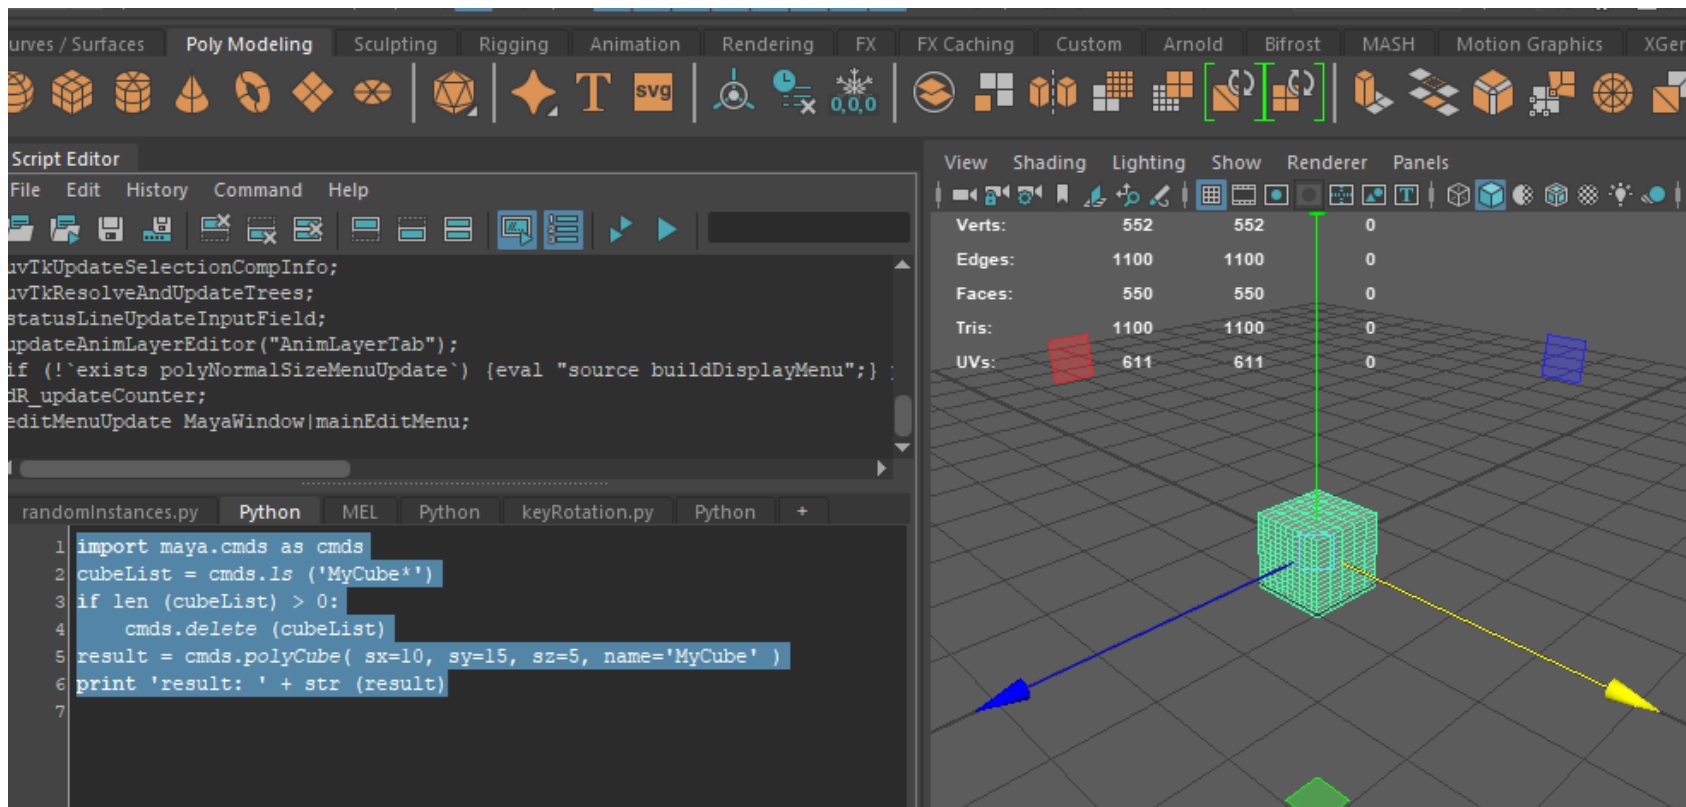 urves / Surfaces Poly Modeling Sculpting Rigging Animation Rendering FX FX Caching Custom Arnold Bifrost MASH Motion Graphics XGer
T svg 0,0,0
Script Editor
File Edit History Command Help
uvTkUpdateSelectionCompInfo;
uvTkResolveAndUpdateTrees;
statusLineUpdateInputField;
updateAnimLayerEditor("AnimLayerTab");
if (!`exists polyNormalSizeMenuUpdate`) {eval "source buildDisplayMenu";}
dR_updateCounter;
editMenuUpdate MayaWindow|mainEditMenu;
randomInstances.py Python MEL Python keyRotation.py Python +
1 import maya.cmds as cmds
2 cubeList = cmds.ls ('MyCube*')
3 if len (cubeList) > 0:
4 cmds.delete (cubeList)
5 result = cmds.polyCube( sx=10, sy=15, sz=5, name='MyCube' )
6 print 'result: ' + str (result)
7
View Shading Lighting Show Renderer Panels
Verts: 552 552 0
Edges: 1100 1100 0
Faces: 550 550 0
Tris: 1100 1100 0
UVs: 611 611 0